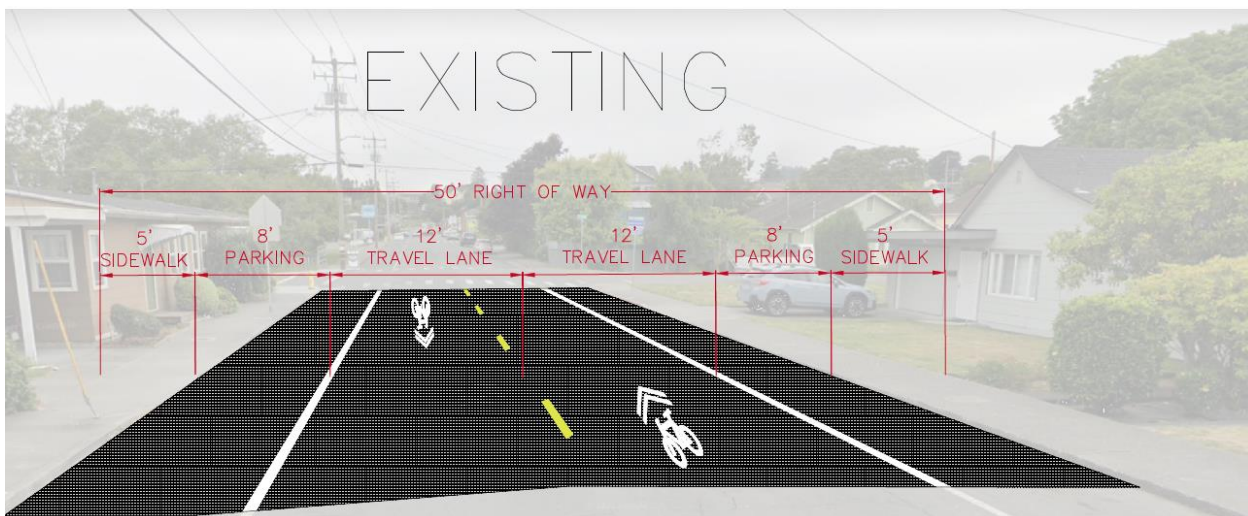 EXISTING
50' RIGHT OF WAY
5'
SIDEWALK
8'
PARKING
12'
TRAVEL LANE
12'
TRAVEL LANE
8'
PARKING
5'
SIDEWALK